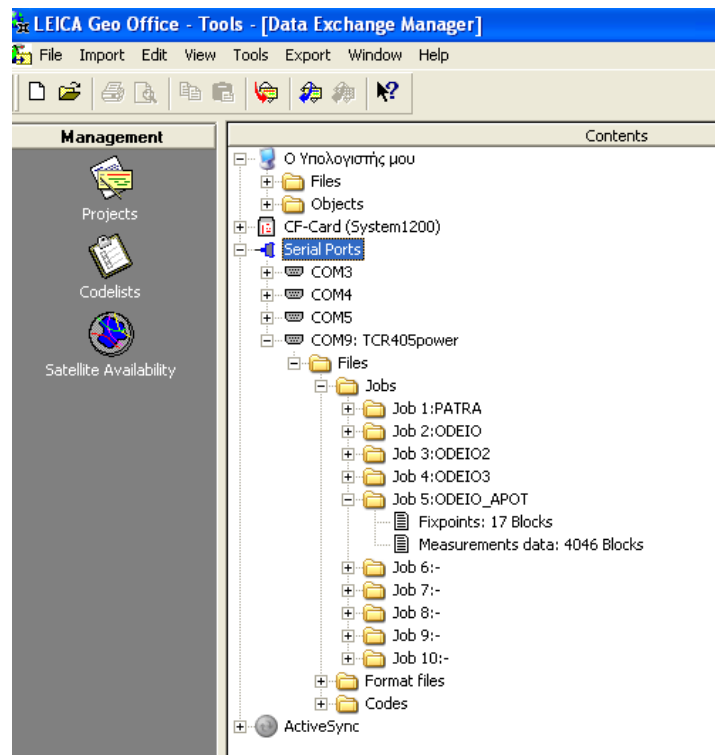 LEICA Geo Office - Tools - [Data Exchange Manager]
File Import Edit View Tools Export Window Help
Management
Contents
Projects
Codelists
Satellite Availability
Ο Υπολογιστής μου
Files
Objects
CF-Card (System1200)
Serial Ports
COM3
COM4
COM5
COM9: TCR405power
Files
Jobs
Job 1:PATRA
Job 2:ODEIO
Job 3:ODEIO2
Job 4:ODEIO3
Job 5:ODEIO_APOT
Fixpoints: 17 Blocks
Measurements data: 4046 Blocks
Job 6:-
Job 7:-
Job 8:-
Job 9:-
Job 10:-
Format files
Codes
ActiveSync